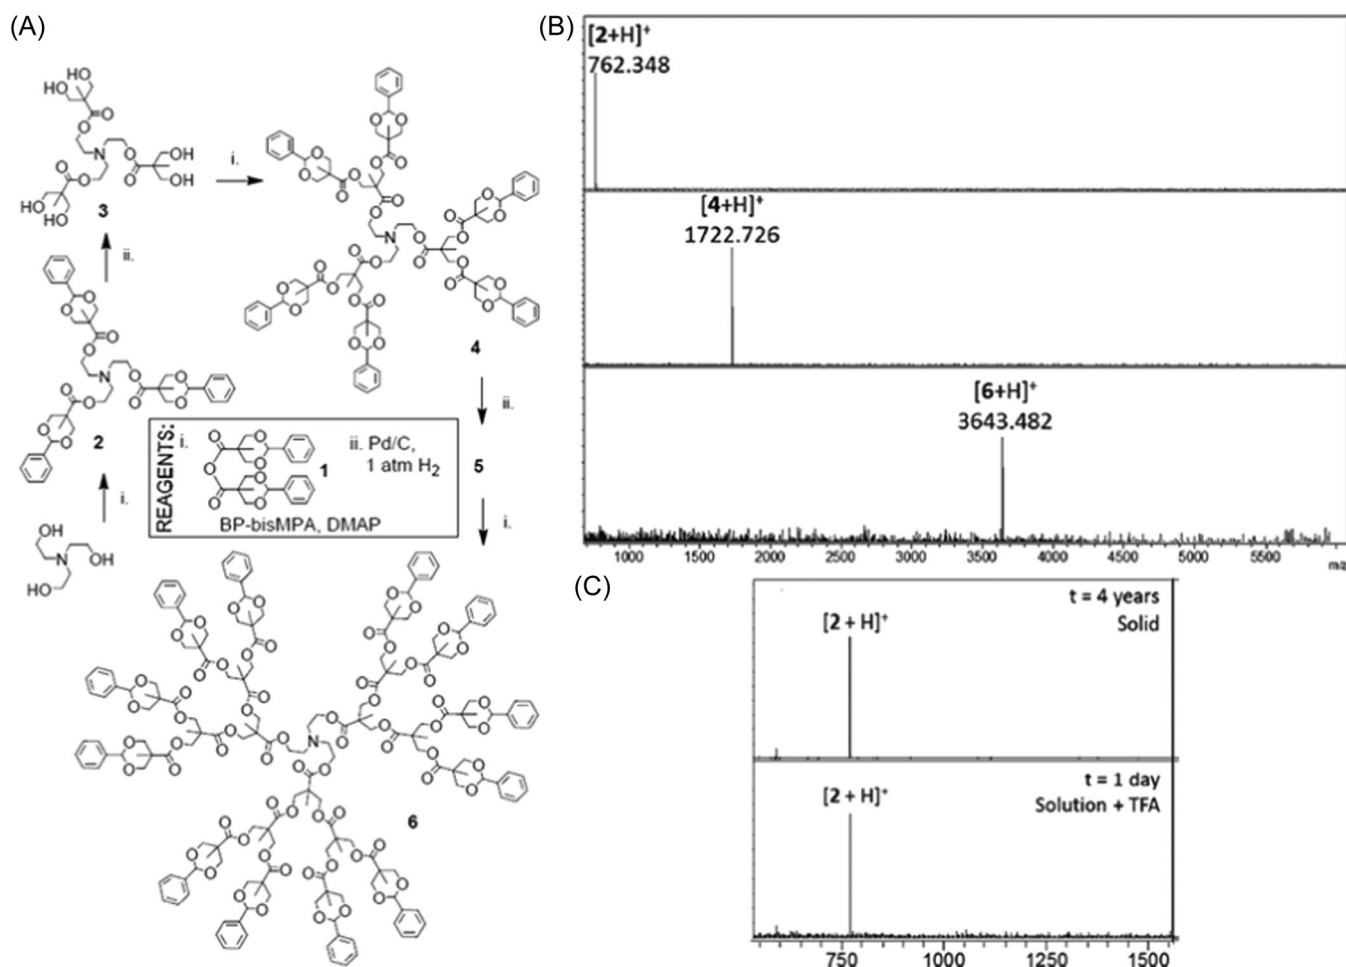 (A)
(B)
HO
OH
HO
O
O
N
O
O
O
O
OH
OH
HO
OH
3
i.
ii.
2
4
ii.
5
i.
REAGENTS:
i.
1
ii. Pd/C,
1 atm H2
BP-bisMPA, DMAP
i.
OH
OH
N
HO
6
[2+H]+
762.348
[4+H]+
1722.726
[6+H]+
3643.482
1000 1500 2000 2500 3000 3500 4000 4500 5000 5500 m/z
(C)
t = 4 years
Solid
[2 + H]+
t = 1 day
Solution + TFA
[2 + H]+
750 1000 1250 1500